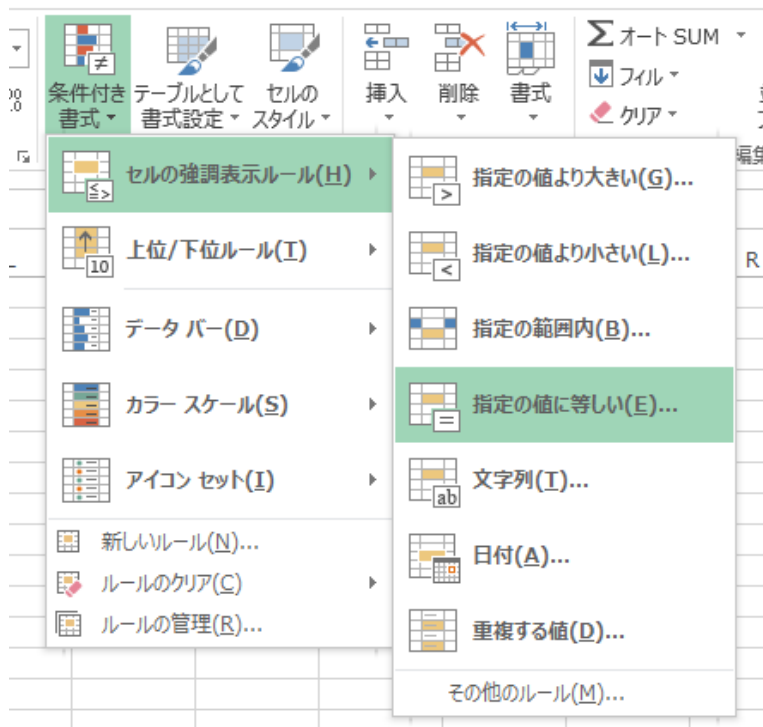 条件付き
書式
テーブルとして
書式設定
セルの
スタイル
挿入
削除
書式
Σ オート SUM
フィル
クリア
編集
セルの強調表示ルール(H)
上位/下位ルール(T)
10
データ バー(D)
カラー スケール(S)
アイコン セット(I)
新しいルール(N)...
ルールのクリア(C)
ルールの管理(R)...
指定の値より大きい(G)...
指定の値より小さい(L)...
指定の範囲内(B)...
指定の値に等しい(E)...
文字列(T)...
ab
日付(A)...
重複する値(D)...
その他のルール(M)...
R